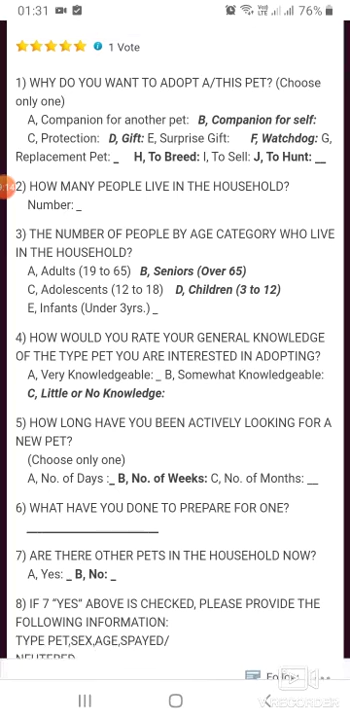 01:31 76%
1 Vote
1) WHY DO YOU WANT TO ADOPT A/THIS PET? (Choose
only one)
A, Companion for another pet: B, Companion for self:
C, Protection: D, Gift: E, Surprise Gift: F, Watchdog: G,
Replacement Pet: _ H, To Breed: I, To Sell: J, To Hunt: __
2) HOW MANY PEOPLE LIVE IN THE HOUSEHOLD?
Number: _
3) THE NUMBER OF PEOPLE BY AGE CATEGORY WHO LIVE
IN THE HOUSEHOLD?
A, Adults (19 to 65) B, Seniors (Over 65)
C, Adolescents (12 to 18) D, Children (3 to 12)
E, Infants (Under 3yrs.) _
4) HOW WOULD YOU RATE YOUR GENERAL KNOWLEDGE
OF THE TYPE PET YOU ARE INTERESTED IN ADOPTING?
A, Very Knowledgeable: _ B, Somewhat Knowledgeable:
C, Little or No Knowledge:
5) HOW LONG HAVE YOU BEEN ACTIVELY LOOKING FOR A
NEW PET?
(Choose only one)
A, No. of Days :_ B, No. of Weeks: C, No. of Months: __
6) WHAT HAVE YOU DONE TO PREPARE FOR ONE?
____________________
7) ARE THERE OTHER PETS IN THE HOUSEHOLD NOW?
A, Yes: _ B, No: _
8) IF 7 “YES” ABOVE IS CHECKED, PLEASE PROVIDE THE
FOLLOWING INFORMATION:
TYPE PET,SEX,AGE,SPAYED/
NEUTERED
Follow
V RECORDER